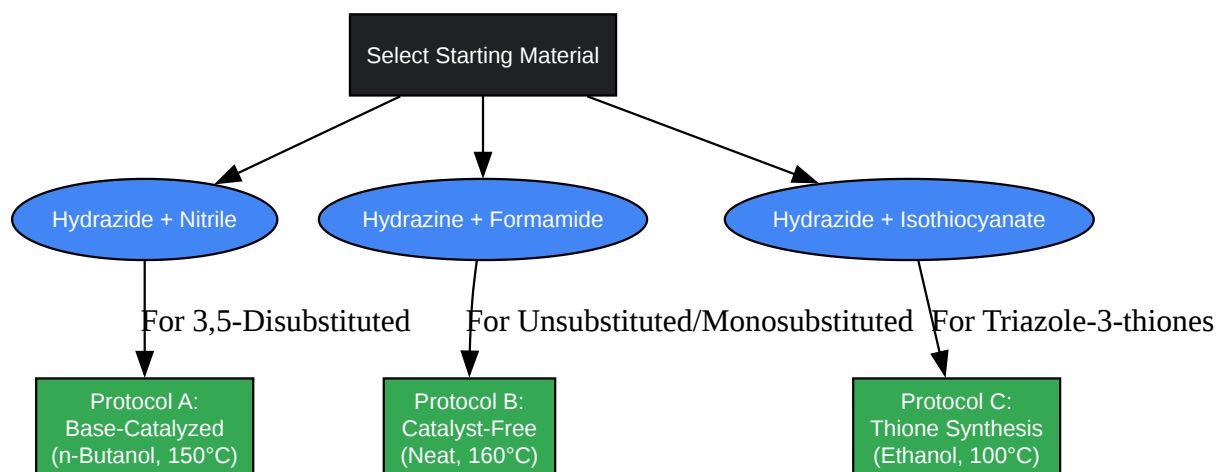 Select Starting Material
Hydrazide + Nitrile
Hydrazine + Formamide
Hydrazide + Isothiocyanate
For 3,5-Disubstituted
For Unsubstituted/Monosubstituted
For Triazole-3-thiones
Protocol A:
Base-Catalyzed
(n-Butanol, 150°C)
Protocol B:
Catalyst-Free
(Neat, 160°C)
Protocol C:
Thione Synthesis
(Ethanol, 100°C)